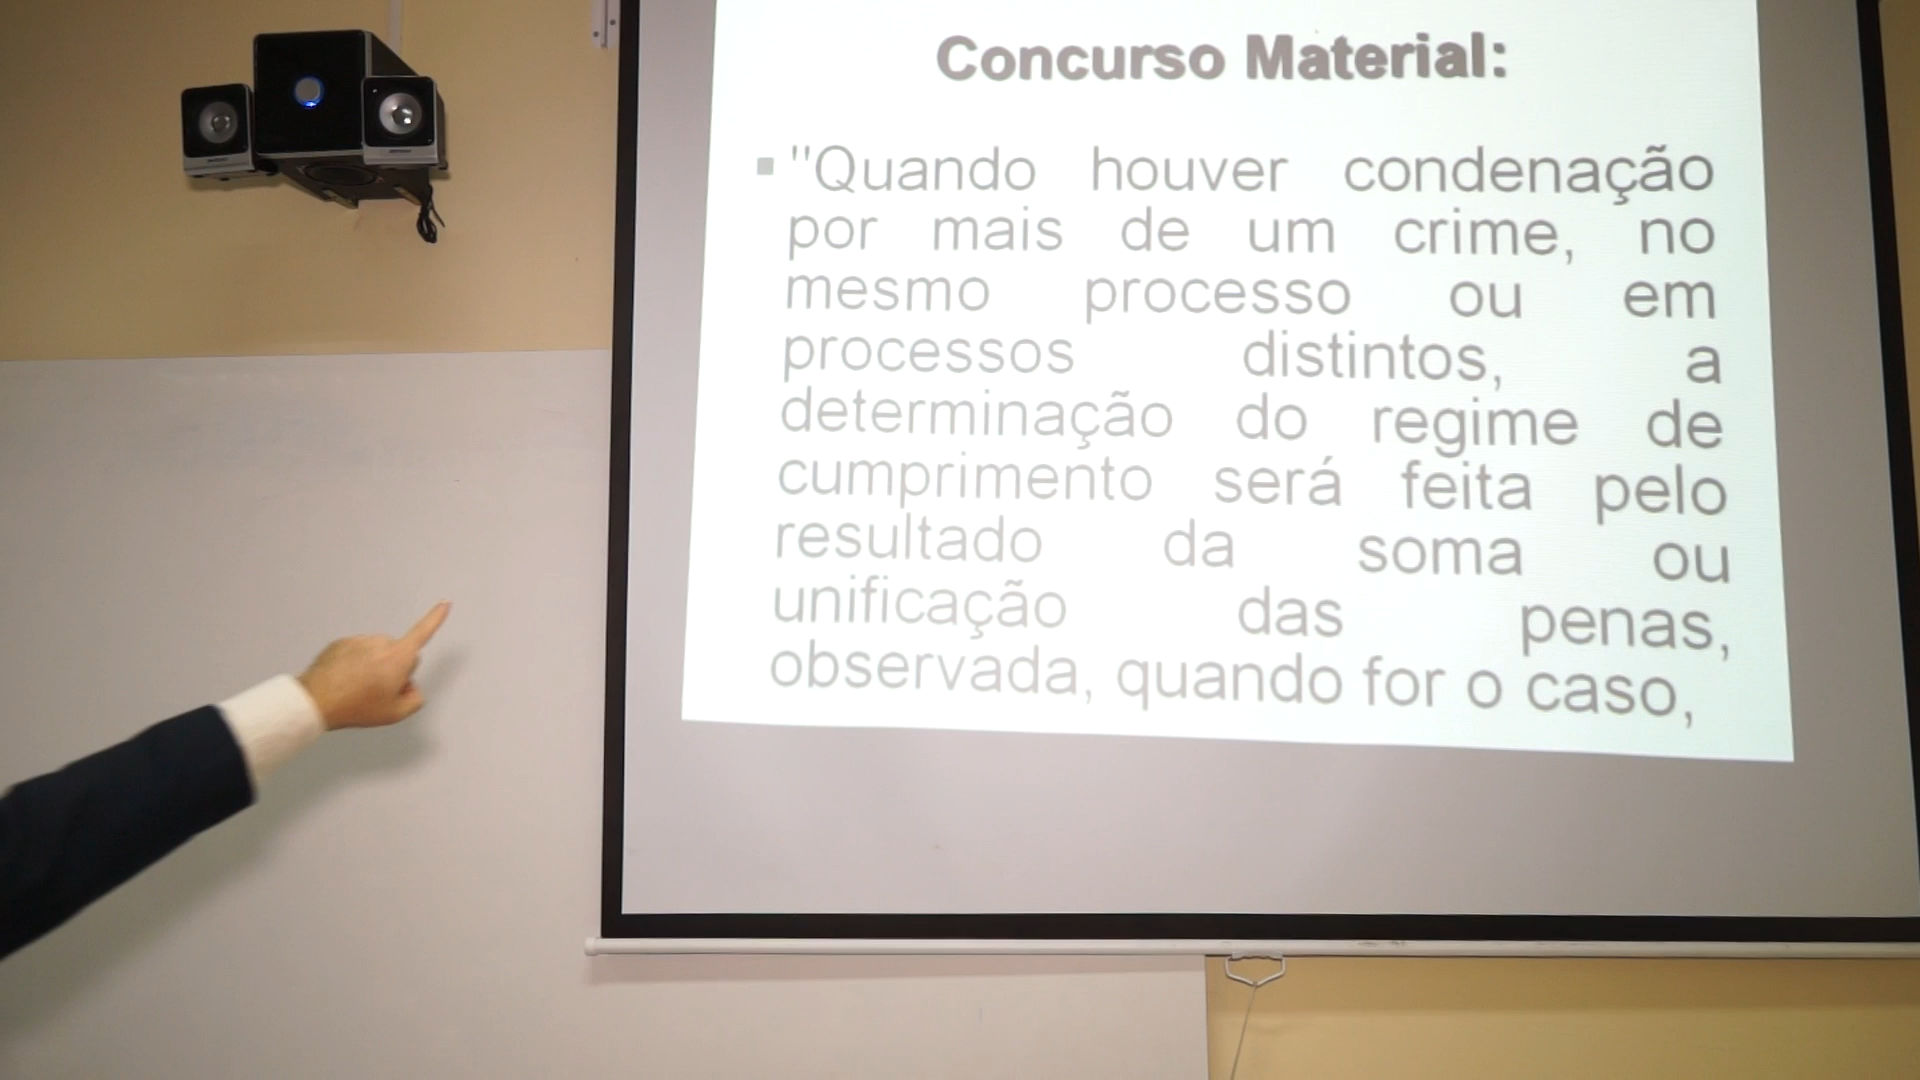 Concurso Material:
▪ "Quando houver condenação
por mais de um crime, no
mesmo processo ou em
processos distintos, a
determinação do regime de
cumprimento será feita pelo
resultado da soma ou
unificação das penas,
observada, quando for o caso,